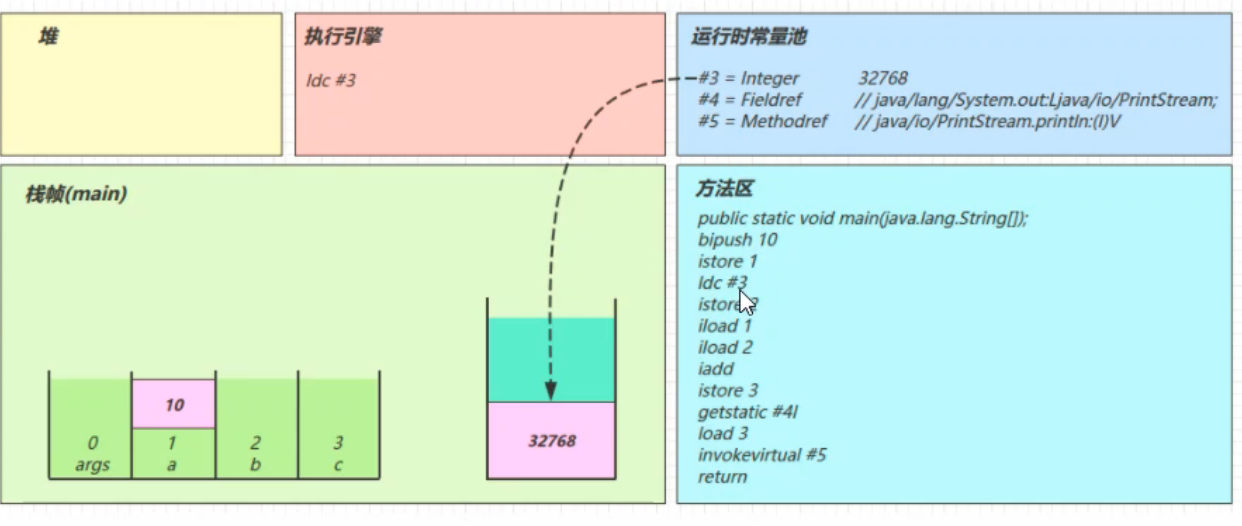 堆
执行引擎
ldc #3
运行时常量池
#3 = Integer 32768
#4 = Fieldref // java/lang/System.out:Ljava/io/PrintStream;
#5 = Methodref // java/io/PrintStream.println:(I)V
栈帧(main)
10
0 1 2 3
args a b c
32768
方法区
public static void main(java.lang.String[]);
bipush 10
istore 1
ldc #3
istore 2
iload 1
iload 2
iadd
istore 3
getstatic #4l
load 3
invokevirtual #5
return